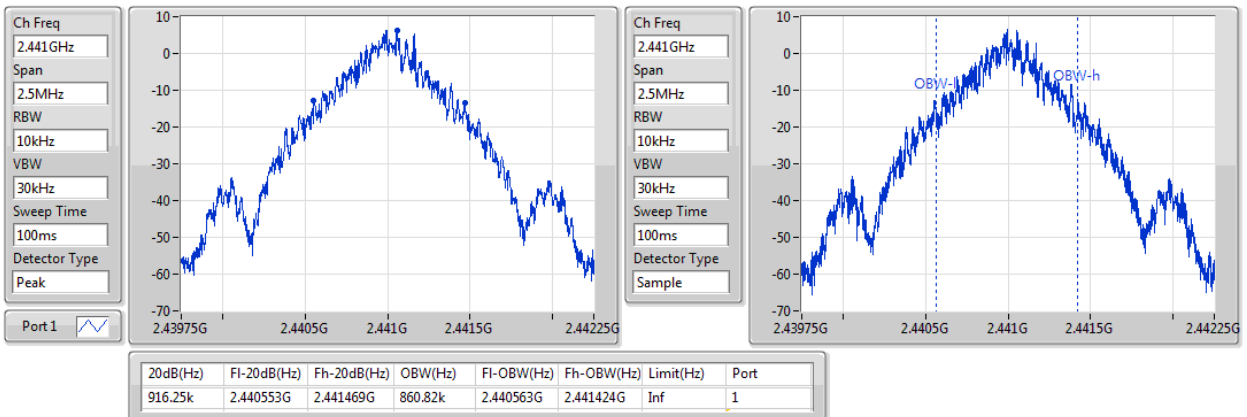 Ch Freq
2.441GHz
Span
2.5MHz
RBW
10kHz
VBW
30kHz
Sweep Time
100ms
Detector Type
Peak
Port 1
10
0
-10
-20
-30
-40
-50
-60
-70
2.43975G 2.4405G 2.441G 2.4415G 2.44225G
Ch Freq
2.441GHz
Span
2.5MHz
RBW
10kHz
VBW
30kHz
Sweep Time
100ms
Detector Type
Sample
10
0
-10
-20
-30
-40
-50
-60
-70
OBW-l OBW-h
2.43975G 2.4405G 2.441G 2.4415G 2.44225G
20dB(Hz) Fl-20dB(Hz) Fh-20dB(Hz) OBW(Hz) Fl-OBW(Hz) Fh-OBW(Hz) Limit(Hz) Port
916.25k 2.440553G 2.441469G 860.82k 2.440563G 2.441424G Inf 1